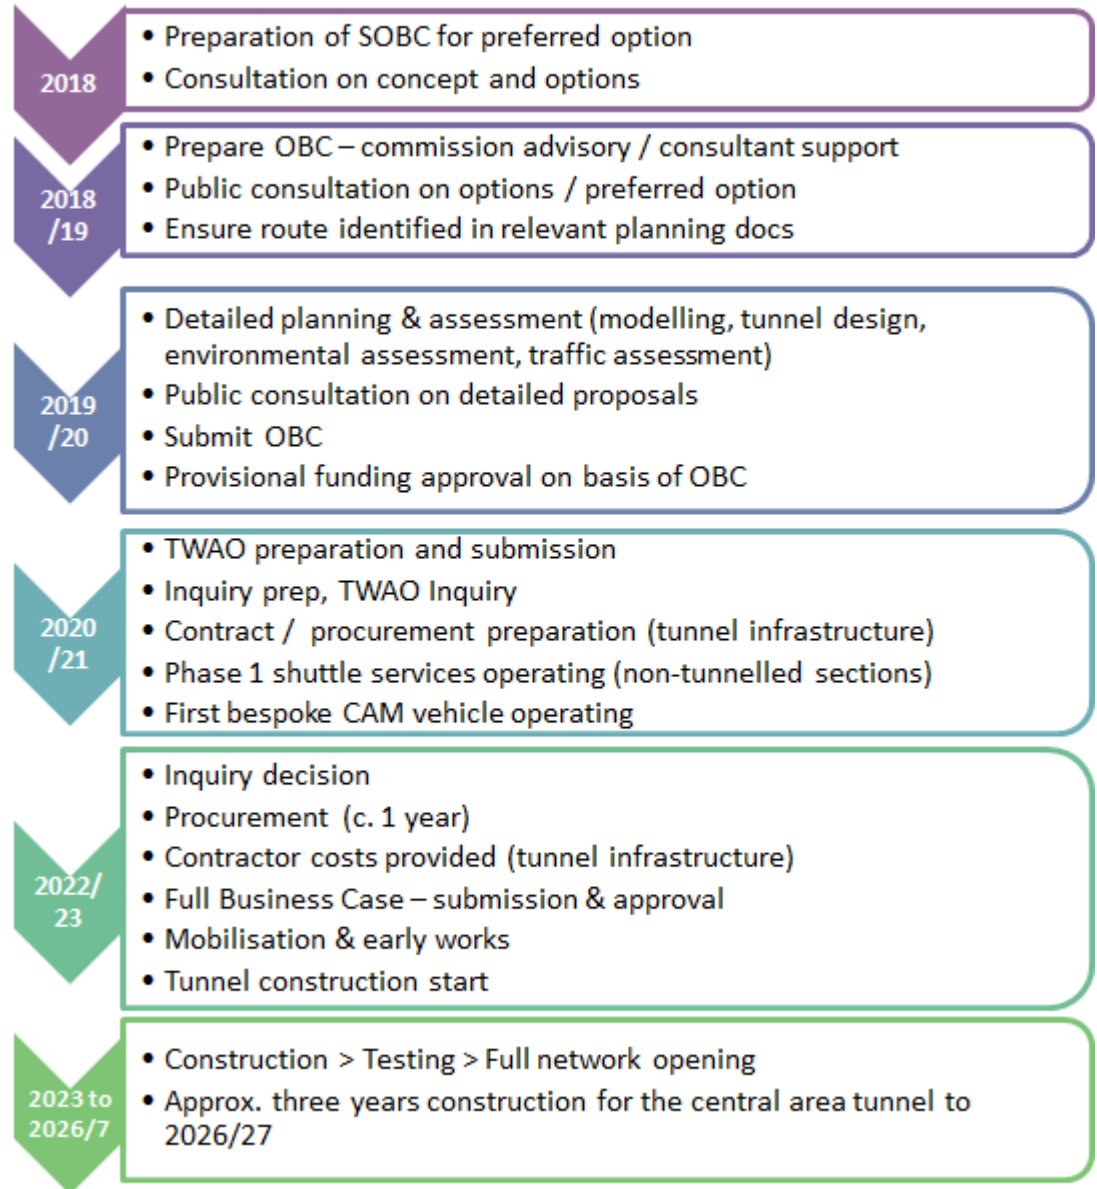 2018
• Preparation of SOBC for preferred option
• Consultation on concept and options
2018
/19
• Prepare OBC – commission advisory / consultant support
• Public consultation on options / preferred option
• Ensure route identified in relevant planning docs
2019
/20
• Detailed planning & assessment (modelling, tunnel design,
environmental assessment, traffic assessment)
• Public consultation on detailed proposals
• Submit OBC
• Provisional funding approval on basis of OBC
2020
/21
• TWAO preparation and submission
• Inquiry prep, TWAO Inquiry
• Contract / procurement preparation (tunnel infrastructure)
• Phase 1 shuttle services operating (non-tunnelled sections)
• First bespoke CAM vehicle operating
2022/
23
• Inquiry decision
• Procurement (c. 1 year)
• Contractor costs provided (tunnel infrastructure)
• Full Business Case – submission & approval
• Mobilisation & early works
• Tunnel construction start
2023 to
2026/7
• Construction > Testing > Full network opening
• Approx. three years construction for the central area tunnel to
2026/27